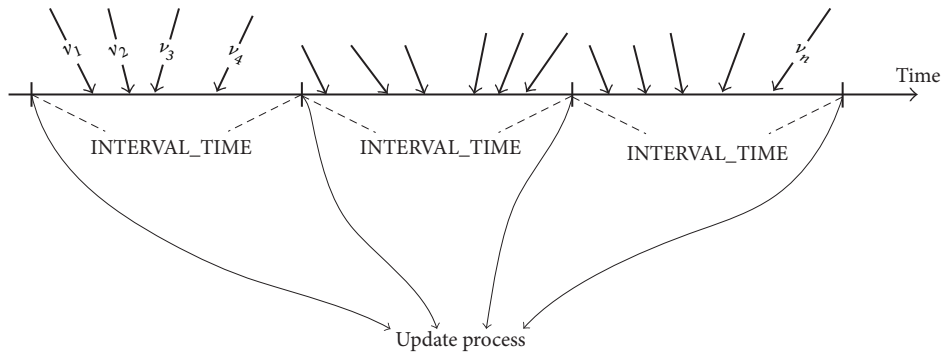 ν1
ν2
ν3
ν4
νn
Time
INTERVAL_TIME
INTERVAL_TIME
INTERVAL_TIME
Update process